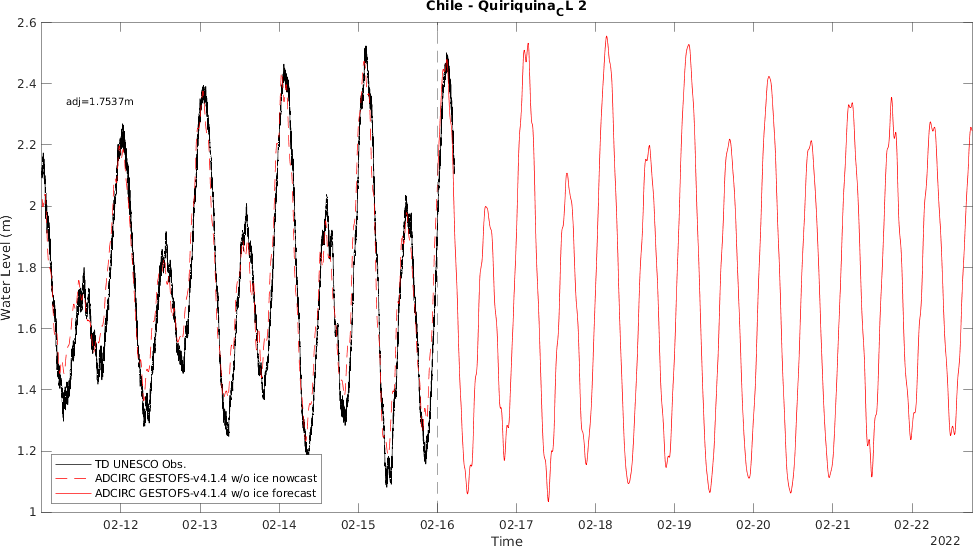 Chile - Quiriquina_CL 2
2.6
2.4
2.2
2
1.8
1.6
1.4
1.2
1
Water Level (m)
adj=1.7537m
TD UNESCO Obs.
ADCIRC GESTOFS-v4.1.4 w/o ice nowcast
ADCIRC GESTOFS-v4.1.4 w/o ice forecast
02-12 02-13 02-14 02-15 02-16 02-17 02-18 02-19 02-20 02-21 02-22
Time
2022